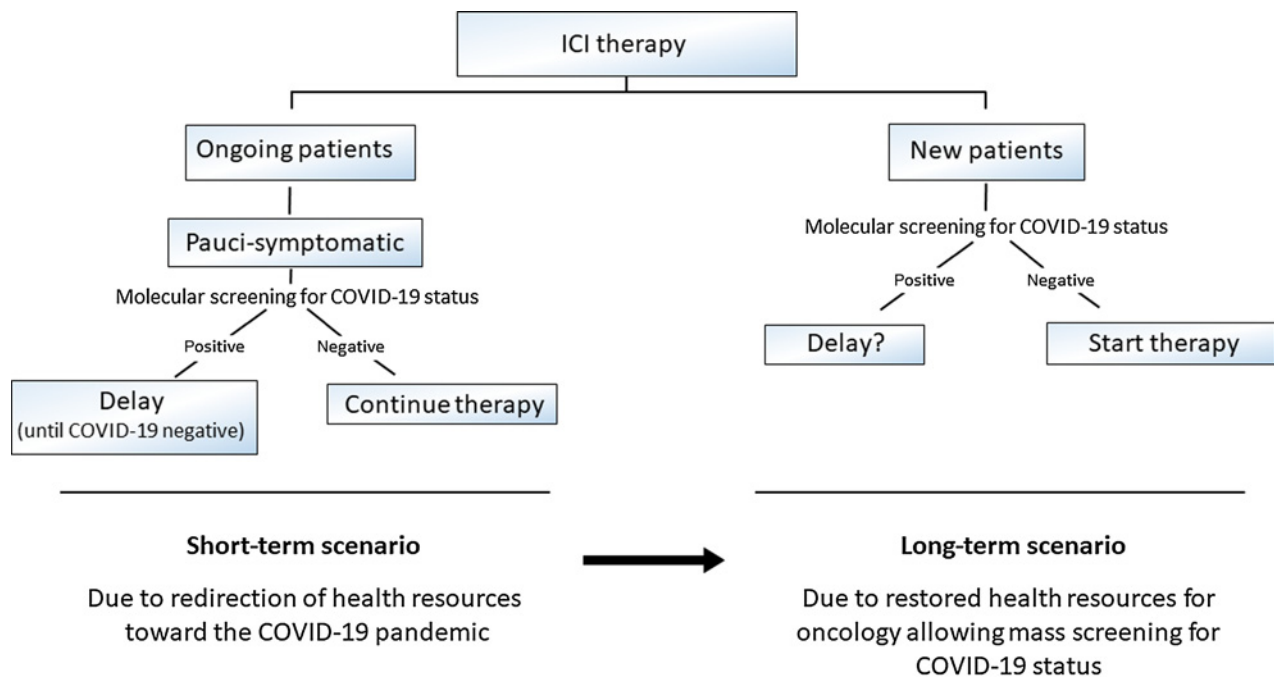 ICI therapy
Ongoing patients
Pauci-symptomatic
Molecular screening for COVID-19 status
Positive
Negative
Delay
(until COVID-19 negative)
Continue therapy
New patients
Molecular screening for COVID-19 status
Positive
Negative
Delay?
Start therapy
Short-term scenario
Due to redirection of health resources
toward the COVID-19 pandemic
Long-term scenario
Due to restored health resources for
oncology allowing mass screening for
COVID-19 status